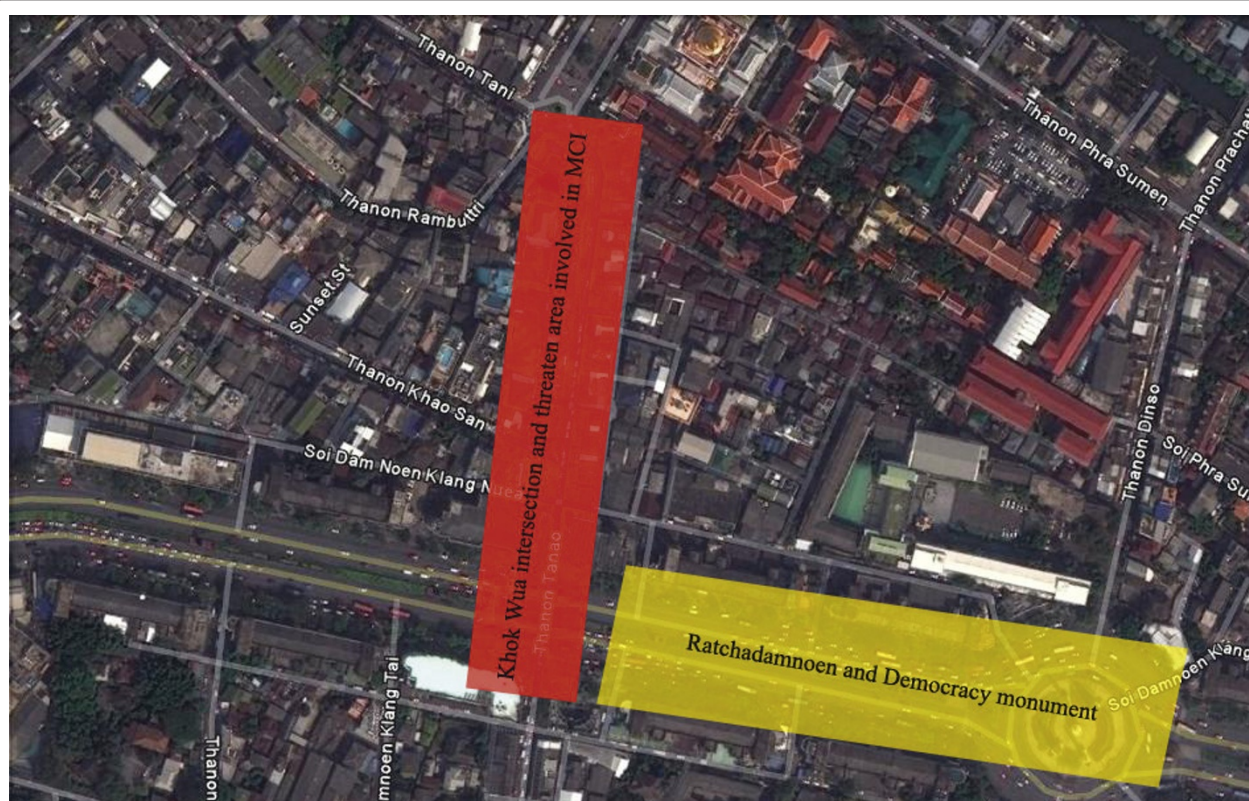 Thanon Tani
Thanon Phra Sumen
Thanon Prachat
Thanon Rambuttri
Sunset St
Thanon Khao San
Soi Dam Noen Klang Nuea
Khok Wua intersection and threaten area involved in MCI
Thanon Tanao
Thanon Dinso
Soi Phra Su
Ratchadamnoen and Democracy monument
Soi Damnoen Klang
mnoen Klang Tai
Thanon